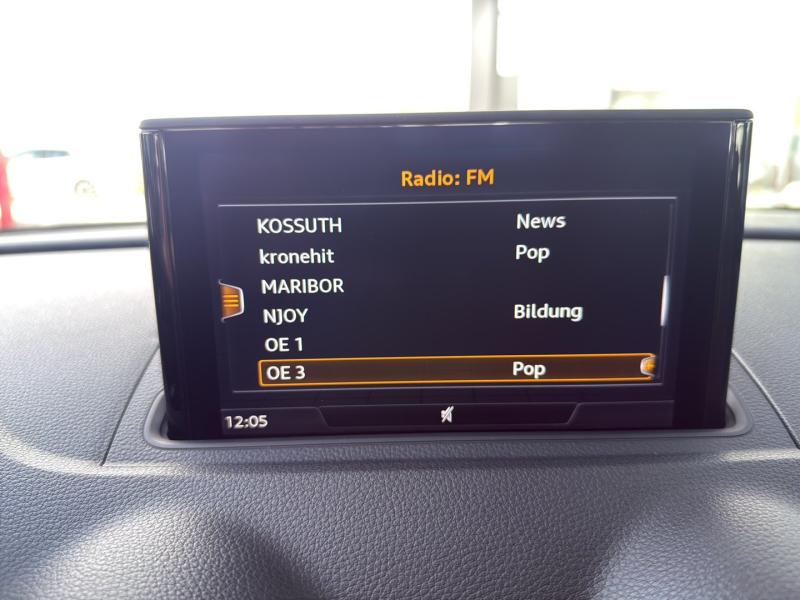 Radio: FM
KOSSUTH News
kronehit Pop
MARIBOR
NJOY Bildung
OE 1
OE 3 Pop
12:05